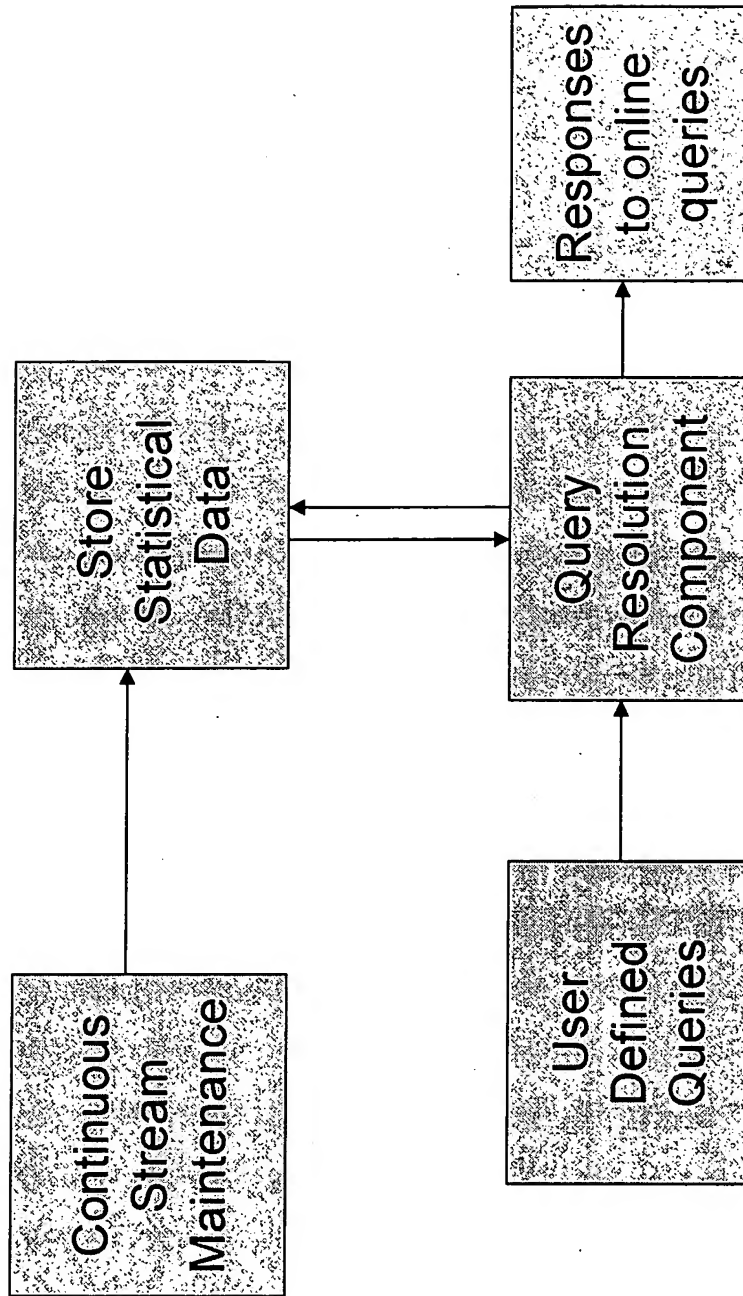 Continuous
Stream
Maintenance
Store
Statistical
Data
User
Defined
Queries
Query
Resolution
Component
Responses
to online
queries